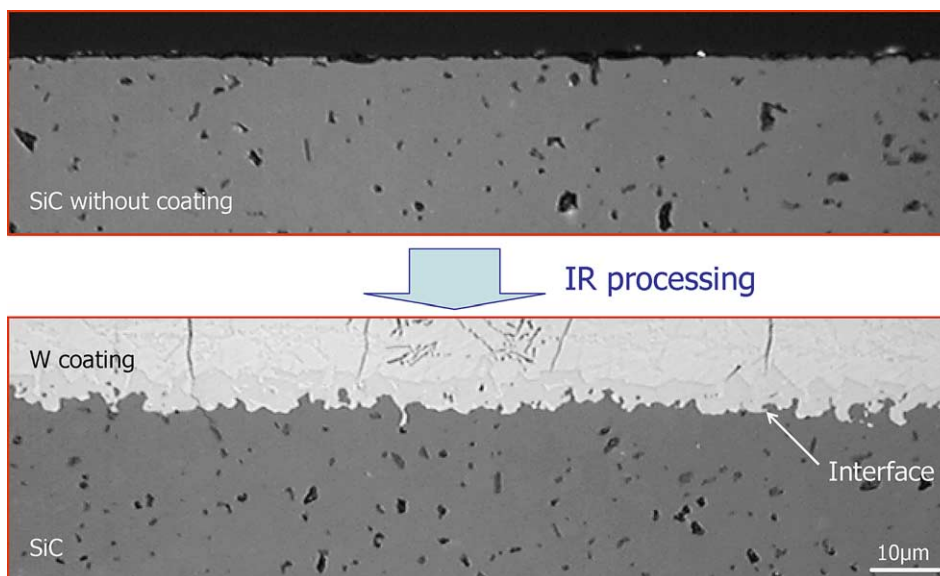 SiC without coating
IR processing
W coating
Interface
SiC
10μm